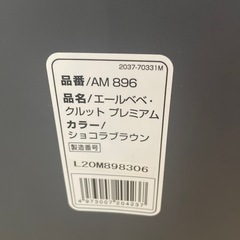 2037-70331M
品番/AM 896
品名/エールベベ・
クルット プレミアム
カラー/
ショコラブラウン
製造番号
L20M898306
4973007204237